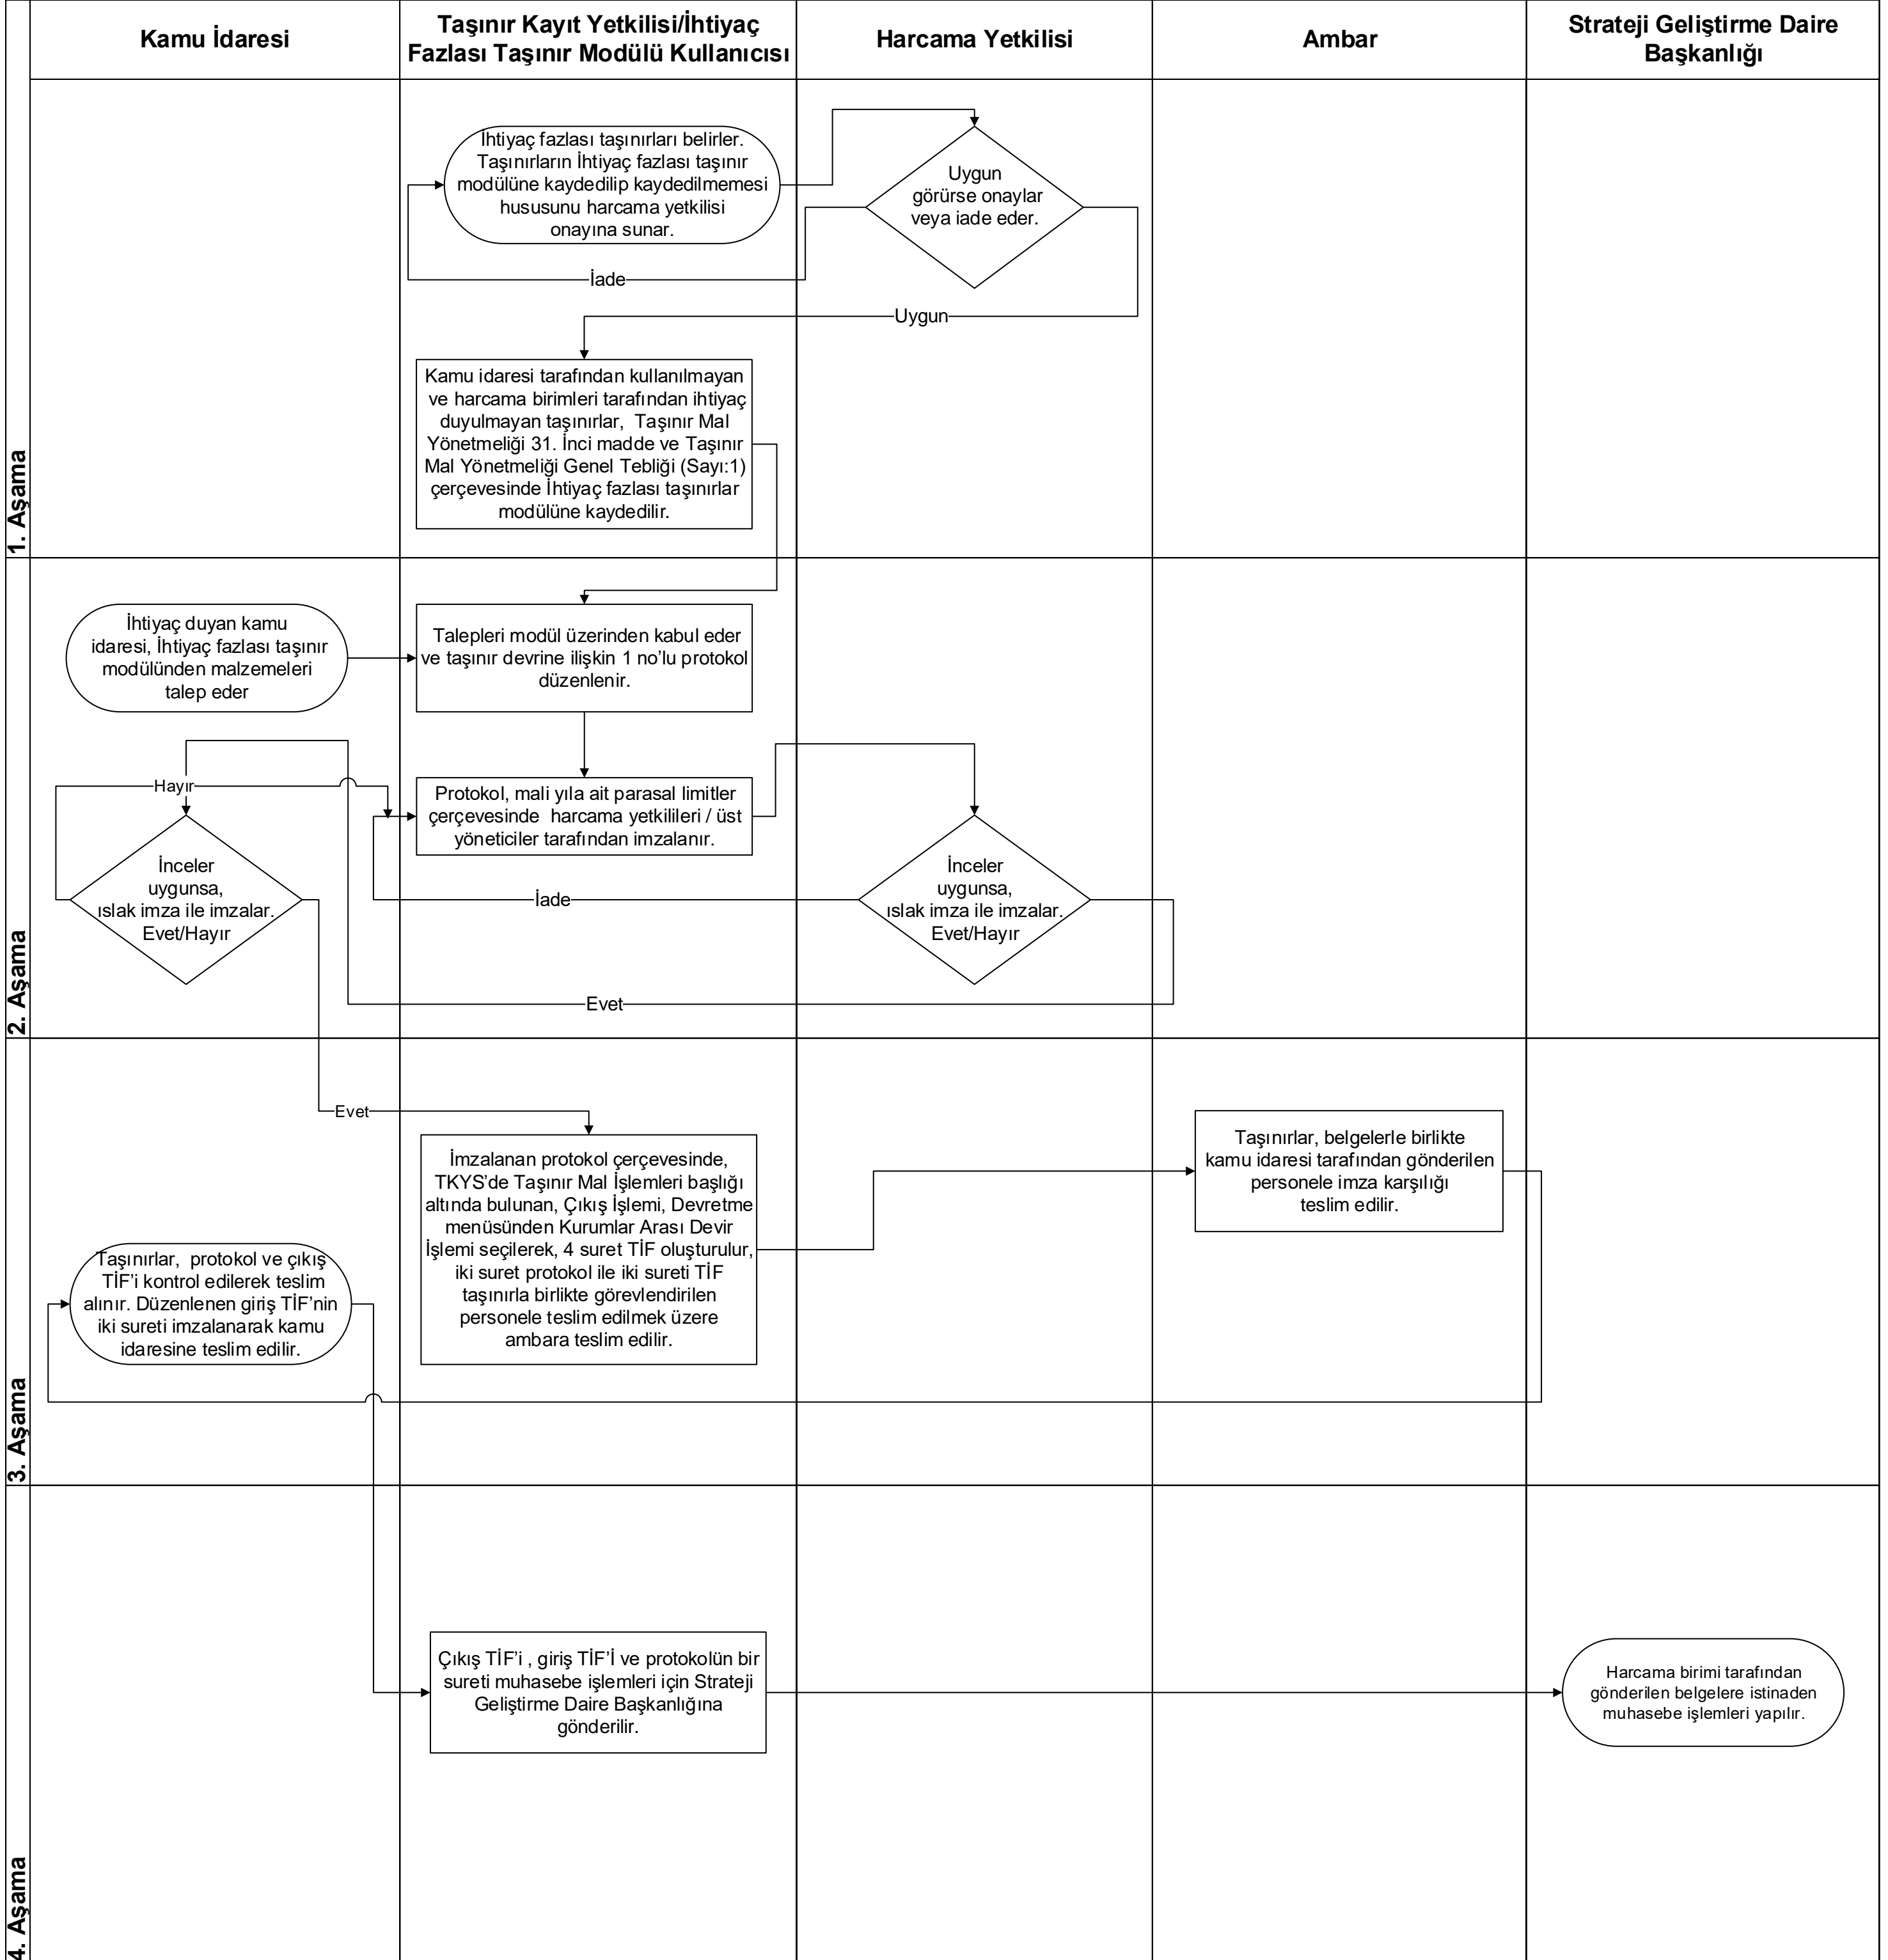 Kamu İdaresi
Taşınır Kayıt Yetkilisi/İhtiyaç
Fazlası Taşınır Modülü Kullanıcısı
Harcama Yetkilisi
Ambar
Strateji Geliştirme Daire
Başkanlığı
1. Aşama
İhtiyaç fazlası taşınırları belirler.
Taşınırların İhtiyaç fazlası taşınır
modülüne kaydedilip kaydedilmemesi
hususunu harcama yetkilisi
onayına sunar.
Uygun
görürse onaylar
veya iade eder.
İade
Uygun
Kamu idaresi tarafından kullanılmayan
ve harcama birimleri tarafından ihtiyaç
duyulmayan taşınırlar, Taşınır Mal
Yönetmeliği 31. İnci madde ve Taşınır
Mal Yönetmeliği Genel Tebliği (Sayı:1)
çerçevesinde İhtiyaç fazlası taşınırlar
modülüne kaydedilir.
2. Aşama
İhtiyaç duyan kamu
idaresi, İhtiyaç fazlası taşınır
modülünden malzemeleri
talep eder
Talepleri modül üzerinden kabul eder
ve taşınır devrine ilişkin 1 no’lu protokol
düzenlenir.
Hayır
Protokol, mali yıla ait parasal limitler
çerçevesinde harcama yetkilileri / üst
yöneticiler tarafından imzalanır.
İnceler
uygunsa,
ıslak imza ile imzalar.
Evet/Hayır
İade
İnceler
uygunsa,
ıslak imza ile imzalar.
Evet/Hayır
Evet
3. Aşama
Evet
İmzalanan protokol çerçevesinde,
TKYS’de Taşınır Mal İşlemleri başlığı
altında bulunan, Çıkış İşlemi, Devretme
menüsünden Kurumlar Arası Devir
İşlemi seçilerek, 4 suret TİF oluşturulur,
iki suret protokol ile iki sureti TİF
taşınırla birlikte görevlendirilen
personele teslim edilmek üzere
ambara teslim edilir.
Taşınırlar, belgelerle birlikte
kamu idaresi tarafından gönderilen
personele imza karşılığı
teslim edilir.
Taşınırlar, protokol ve çıkış
TİF’i kontrol edilerek teslim
alınır. Düzenlenen giriş TİF’nin
iki sureti imzalanarak kamu
idaresine teslim edilir.
4. Aşama
Çıkış TİF’i , giriş TİF’İ ve protokolün bir
sureti muhasebe işlemleri için Strateji
Geliştirme Daire Başkanlığına
gönderilir.
Harcama birimi tarafından
gönderilen belgelere istinaden
muhasebe işlemleri yapılır.